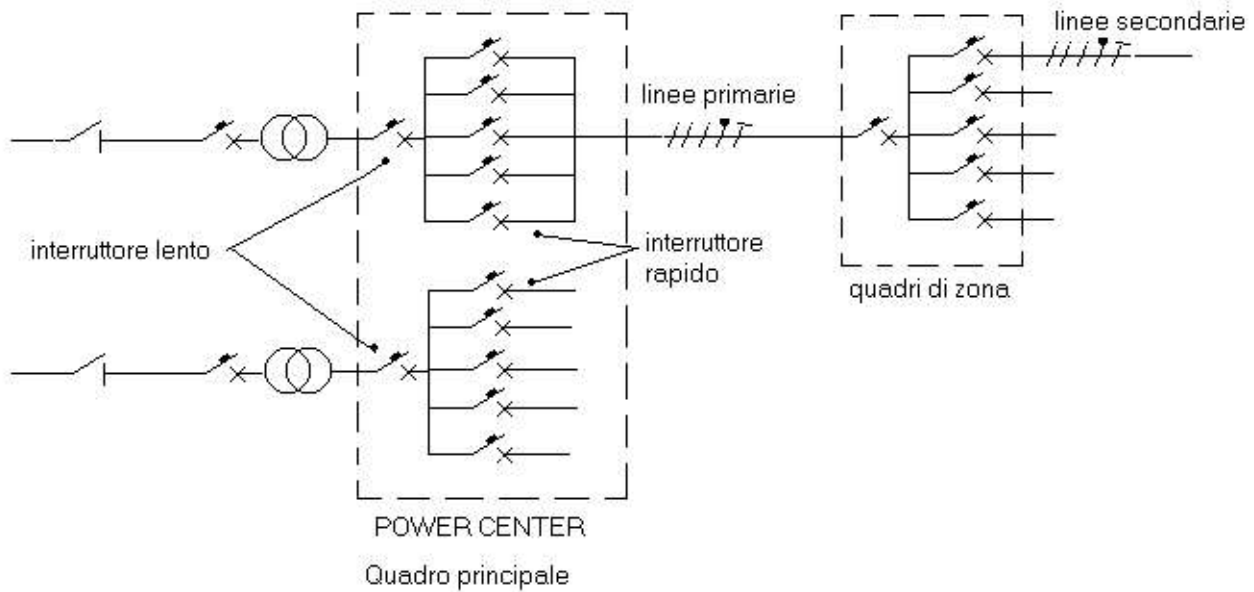 linee secondarie
linee primarie
interruttore lento
interruttore
rapido
quadri di zona
POWER CENTER
Quadro principale